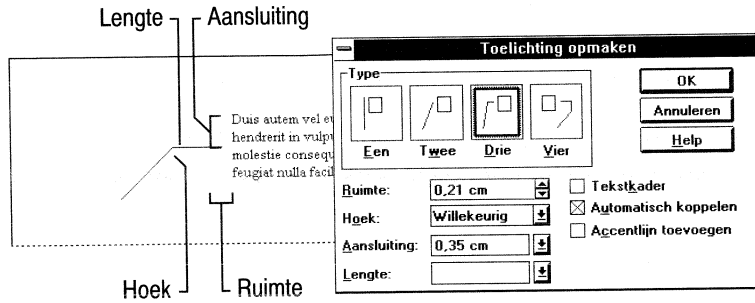 Lengte
Aansluiting
Duis autem vel eu
hendrerit in vulpu
molestie consequ
feugiat nulla facil
Hoek
Ruimte
Toelichting opmaken
Type
Een
Twee
Drie
Vier
OK
Annuleren
Help
Ruimte: 0,21 cm
Hoek: Willekeurig
Aansluiting: 0,35 cm
Lengte:
Tekstkader
Automatisch koppelen
Accentlijn toevoegen